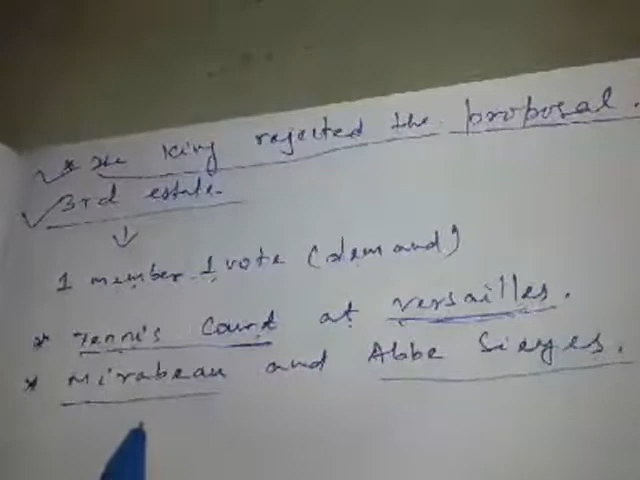 * The King rejected the proposal.
3rd estate.
↓
1 member 1 vote (demand)
* Tennis Court at Versailles.
* Mirabeau and Abbe Sieyes.